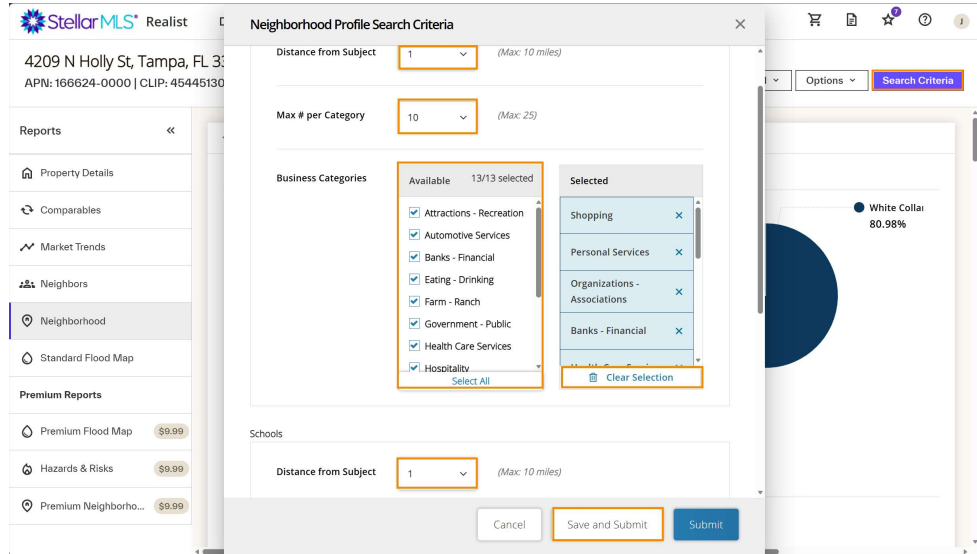 StellarMLS® Realist
7
J
4209 N Holly St, Tampa, FL 33
APN: 166624-0000 | CLIP: 45445130
Options
Search Criteria
Reports
Property Details
Comparables
Market Trends
Neighbors
Neighborhood
Standard Flood Map
Premium Reports
Premium Flood Map $9.99
Hazards & Risks $9.99
Premium Neighborho... $9.99
Neighborhood Profile Search Criteria
Distance from Subject 1 (Max: 10 miles)
Max # per Category 10 (Max: 25)
Business Categories
Available 13/13 selected
Attractions - Recreation
Automotive Services
Banks - Financial
Eating - Drinking
Farm - Ranch
Government - Public
Health Care Services
Hospitality
Select All
Selected
Shopping
Personal Services
Organizations -
Associations
Banks - Financial
Clear Selection
Schools
Distance from Subject 1 (Max: 10 miles)
Cancel
Save and Submit
Submit
White Colla
80.98%